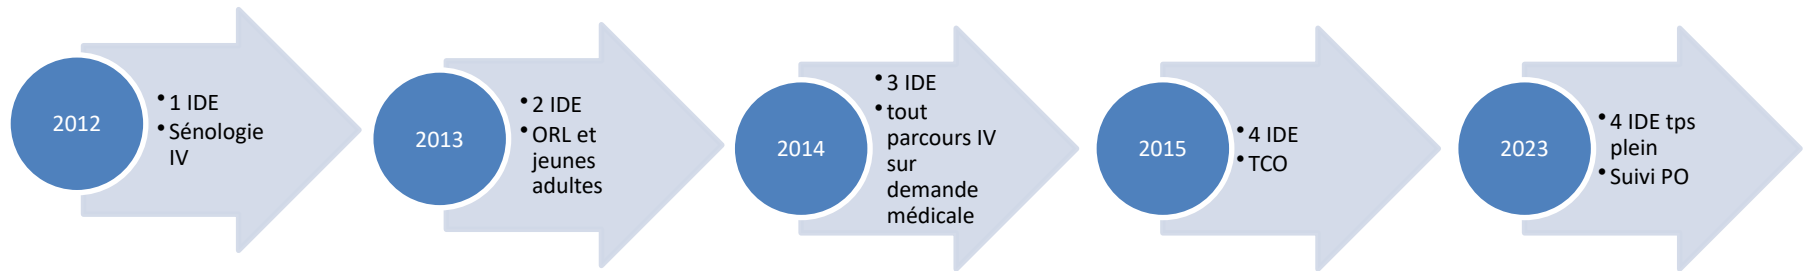 2012
• 1 IDE
• Sénologie
IV
2013
• 2 IDE
• ORL et
jeunes
adultes
2014
• 3 IDE
• tout
parcours IV
sur
demande
médicale
2015
• 4 IDE
• TCO
2023
• 4 IDE tps
plein
• Suivi PO